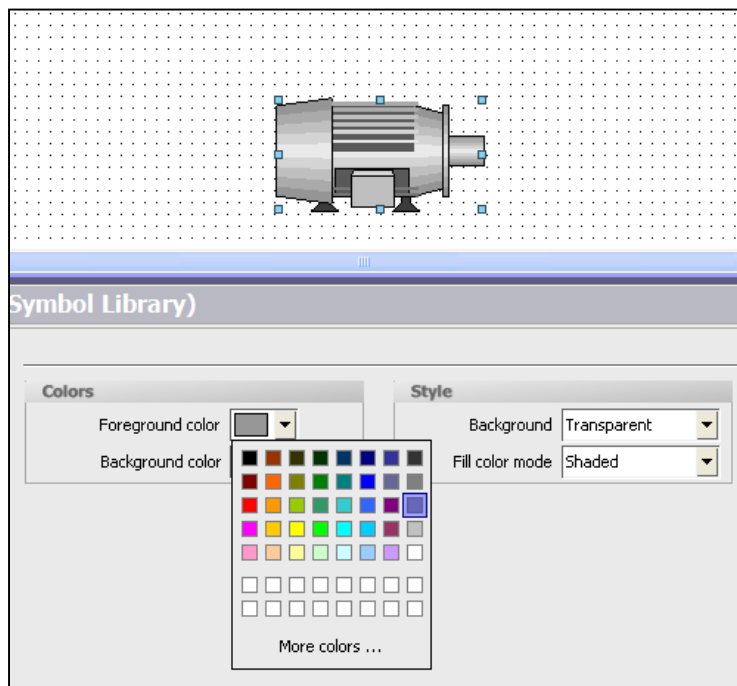 Symbol Library)
Colors
Foreground color
Background color
More colors ...
Style
Background Transparent
Fill color mode Shaded